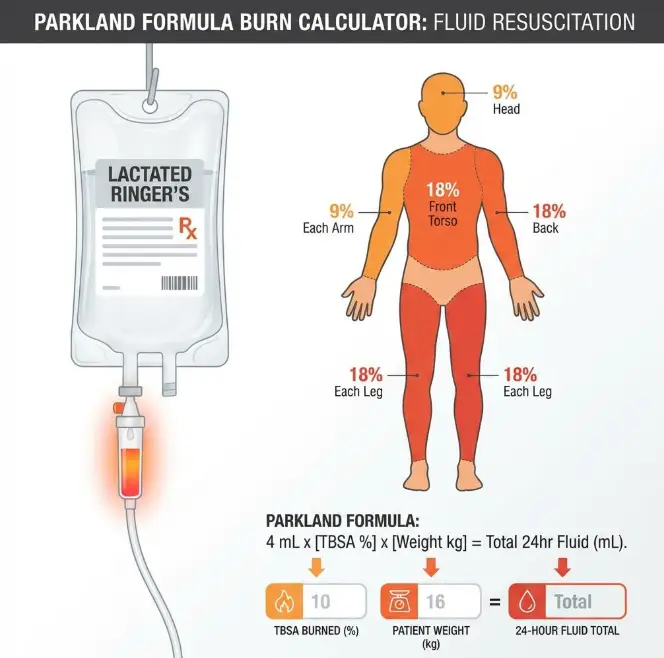 PARKLAND FORMULA BURN CALCULATOR: FLUID RESUSCITATION
LACTATED
RINGER'S
Rx
9%
Head
18%
Front
Torso
9%
Each Arm
18%
Back
18%
Each Leg
18%
Each Leg
PARKLAND FORMULA:
4 mL x [TBSA %] x [Weight kg] = Total 24hr Fluid (mL).
10
16
=
Total
TBSA BURNED (%)
PATIENT WEIGHT
(kg)
24-HOUR FLUID TOTAL